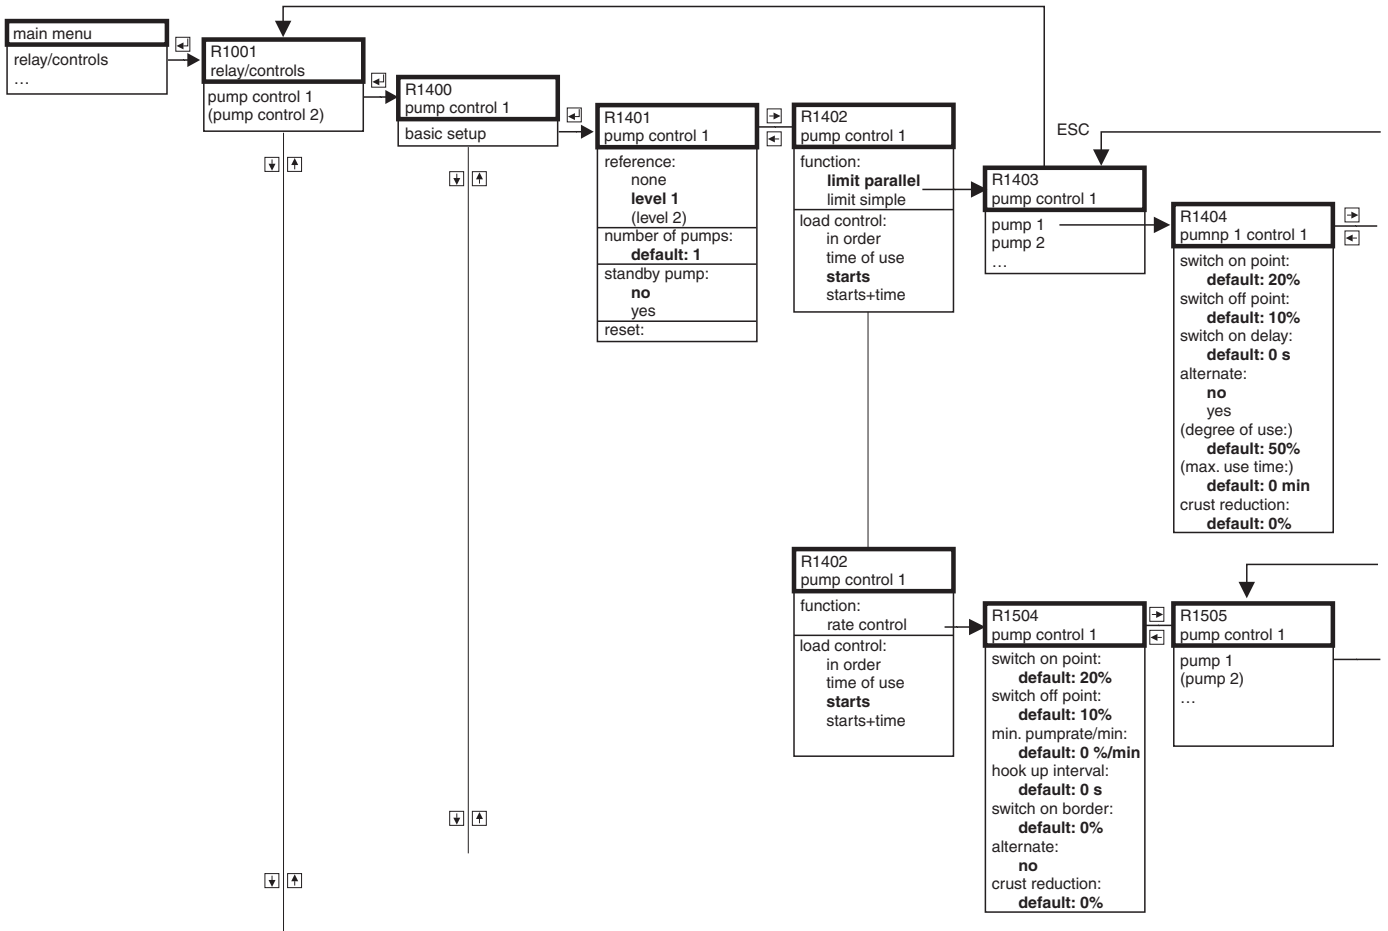 main menu
relay/controls
…
R1001
relay/controls
pump control 1
(pump control 2)
R1400
pump control 1
basic setup
R1401
pump control 1
reference:
none
level 1
(level 2)
number of pumps:
default: 1
standby pump:
no
yes
reset:
R1402
pump control 1
function:
limit parallel
limit simple
load control:
in order
time of use
starts
starts+time
ESC
R1403
pump control 1
pump 1
pump 2
…
R1404
pumnp 1 control 1
switch on point:
default: 20%
switch off point:
default: 10%
switch on delay:
default: 0 s
alternate:
no
yes
(degree of use:)
default: 50%
(max. use time:)
default: 0 min
crust reduction:
default: 0%
R1402
pump control 1
function:
rate control
load control:
in order
time of use
starts
starts+time
R1504
pump control 1
switch on point:
default: 20%
switch off point:
default: 10%
min. pumprate/min:
default: 0 %/min
hook up interval:
default: 0 s
switch on border:
default: 0%
alternate:
no
crust reduction:
default: 0%
R1505
pump control 1
pump 1
(pump 2)
…